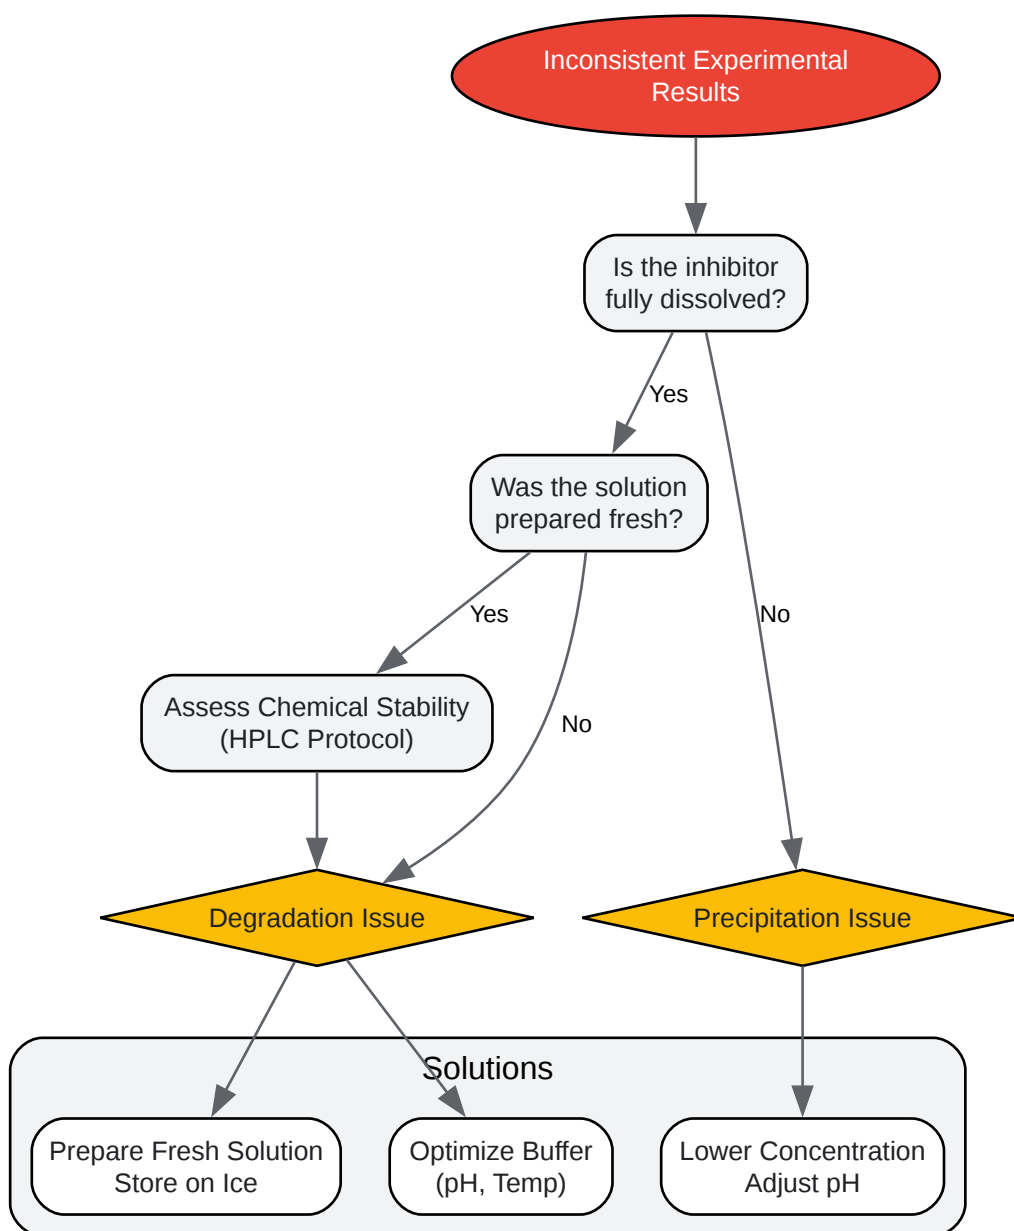 Inconsistent Experimental
Results
Is the inhibitor
fully dissolved?
Yes
Was the solution
prepared fresh?
Yes
No
Assess Chemical Stability
(HPLC Protocol)
No
Degradation Issue
Precipitation Issue
Solutions
Prepare Fresh Solution
Store on Ice
Optimize Buffer
(pH, Temp)
Lower Concentration
Adjust pH